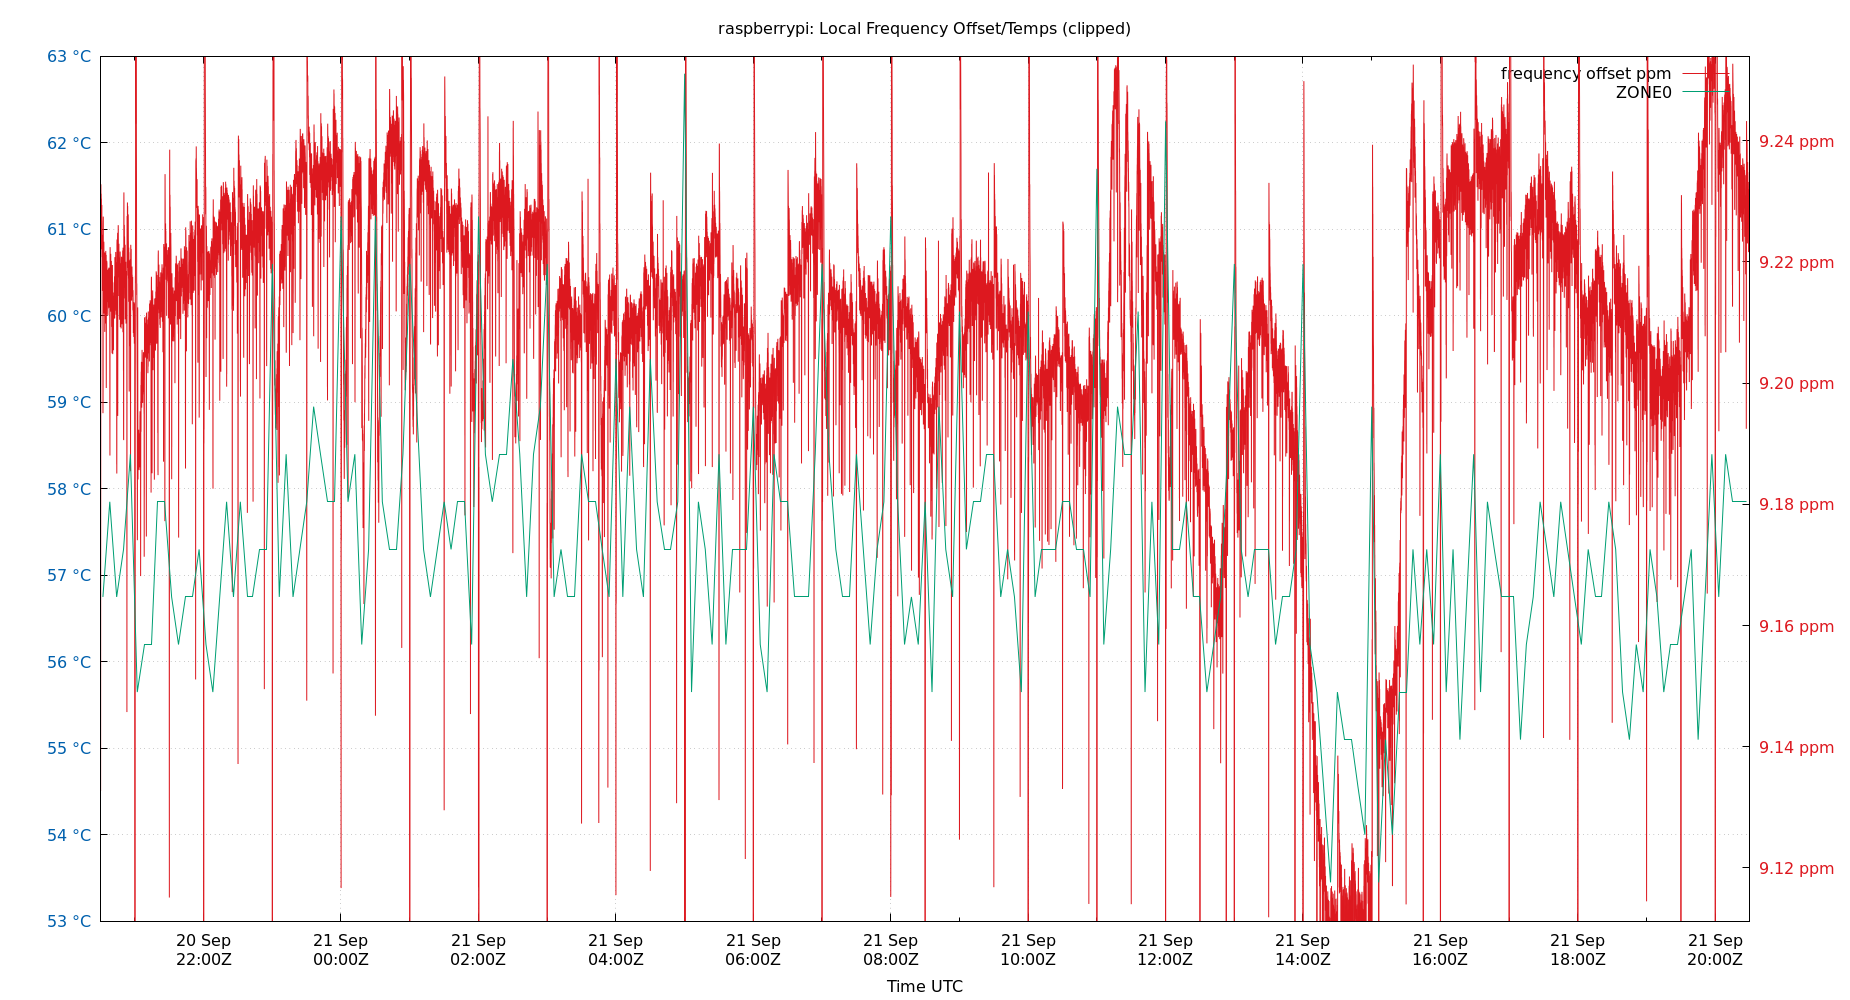 raspberrypi: Local Frequency Offset/Temps (clipped)
63 °C
62 °C
61 °C
60 °C
59 °C
58 °C
57 °C
56 °C
55 °C
54 °C
53 °C
frequency offset ppm
ZONE0
9.24 ppm
9.22 ppm
9.20 ppm
9.18 ppm
9.16 ppm
9.14 ppm
9.12 ppm
20 Sep 21 Sep 21 Sep 21 Sep 21 Sep 21 Sep 21 Sep 21 Sep 21 Sep 21 Sep 21 Sep 21 Sep
22:00Z 00:00Z 02:00Z 04:00Z 06:00Z 08:00Z 10:00Z 12:00Z 14:00Z 16:00Z 18:00Z 20:00Z
Time UTC